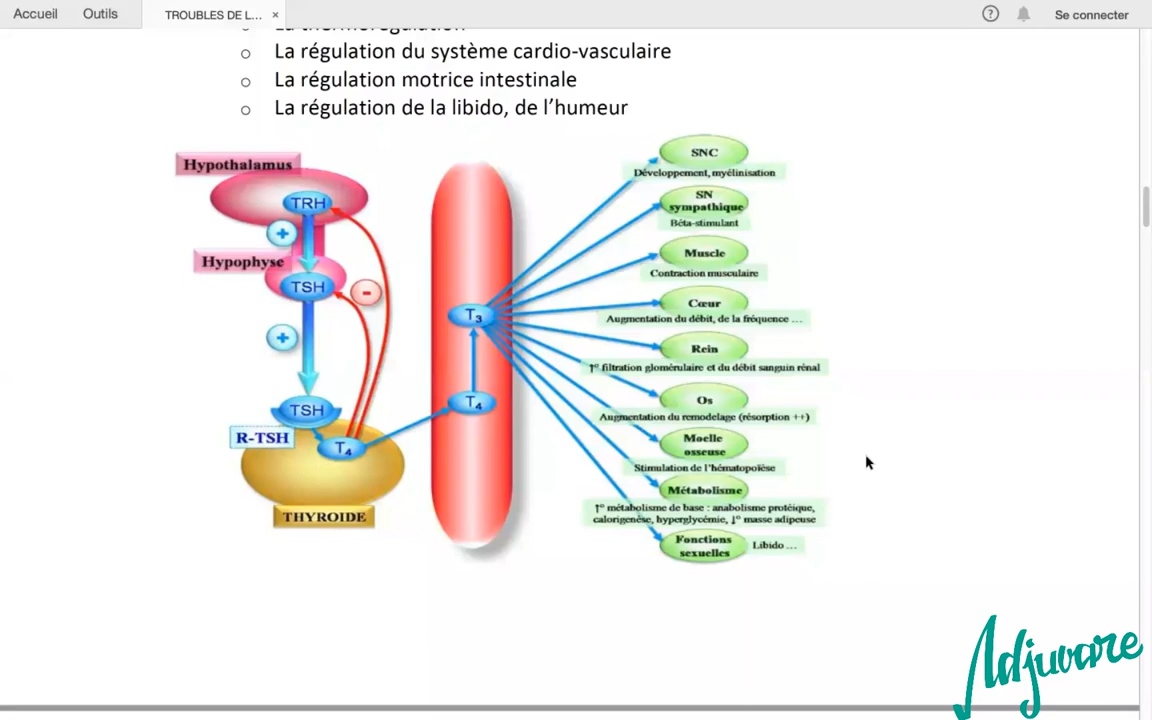 Accueil
Outils
TROUBLES DE L... ×
?
Se connecter
La thermorégulation
o La régulation du système cardio-vasculaire
o La régulation motrice intestinale
o La régulation de la libido, de l'humeur
Hypothalamus
TRH
+
Hypophyse
TSH
-
+
TSH
R-TSH
T4
THYROIDE
T3
T4
SNC
Développement, myélinisation
SN
sympathique
Bêta-stimulant
Muscle
Contraction musculaire
Cœur
Augmentation du débit, de la fréquence ...
Rein
↑° filtration glomérulaire et du débit sanguin rénal
Os
Augmentation du remodelage (résorption ++)
Moelle
osseuse
Stimulation de l'hématopoïèse
Métabolisme
↑° métabolisme de base : anabolisme protéique,
calorigenèse, hyperglycémie, ↓° masse adipeuse
Fonctions
sexuelles
Libido ...
Adjuvare